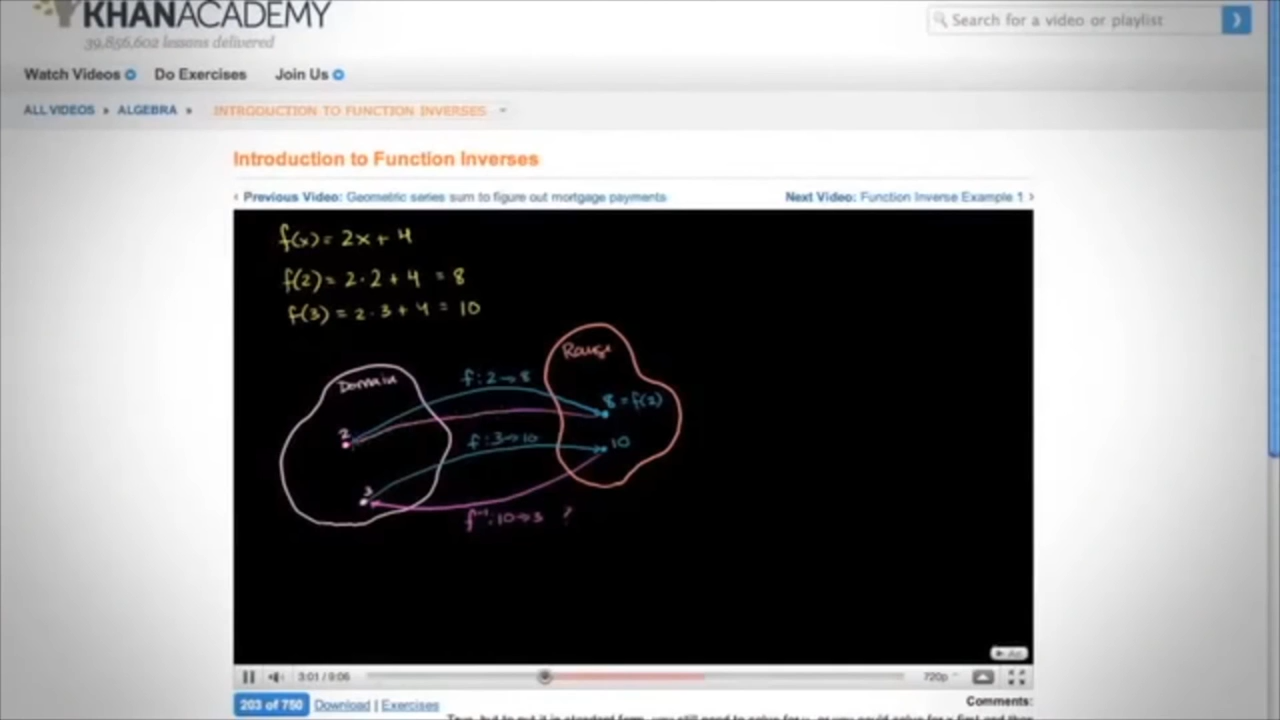 KHANACADEMY
39,856,602 lessons delivered
Search for a video or playlist
Watch Videos Do Exercises Join Us
ALL VIDEOS » ALGEBRA » INTRODUCTION TO FUNCTION INVERSES
Introduction to Function Inverses
‹ Previous Video: Geometric series sum to figure out mortgage payments
Next Video: Function Inverse Example 1 ›
f(x) = 2x + 4
f(2) = 2·2 + 4 = 8
f(3) = 2·3 + 4 = 10
Range
Domain
f:2→8
8 = f(2)
2
f:3→10
10
3
f⁻¹:10→3 ?
Ad
3:01 / 9:06
720p
203 of 750 Download | Exercises
Comments: